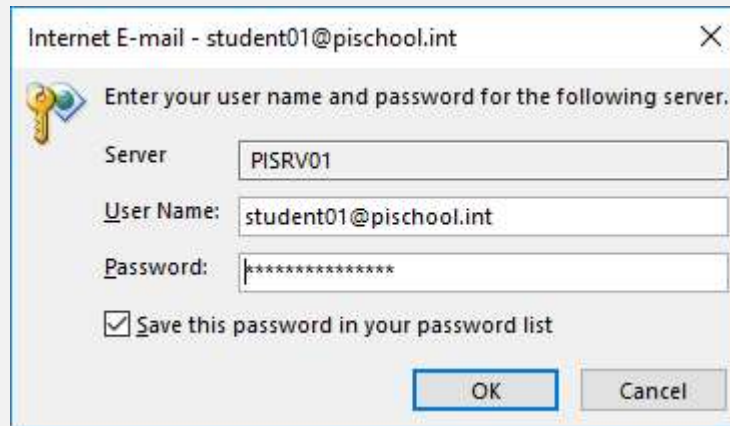 Internet E-mail - student01@pischool.int
Enter your user name and password for the following server.
Server PISRV01
User Name: student01@pischool.int
Password: ***************
Save this password in your password list
OK Cancel